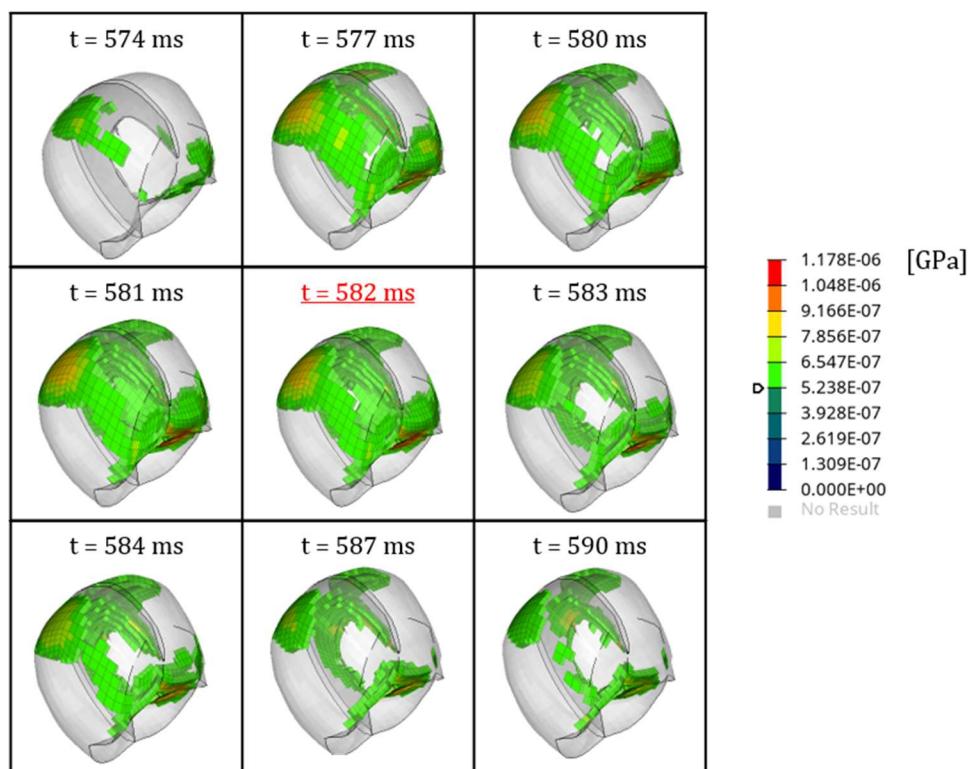 t = 574 ms
t = 577 ms
t = 580 ms
t = 581 ms
t = 582 ms
t = 583 ms
t = 584 ms
t = 587 ms
t = 590 ms
[GPa]
1.178E-06
1.048E-06
9.166E-07
7.856E-07
6.547E-07
5.238E-07
3.928E-07
2.619E-07
1.309E-07
0.000E+00
No Result